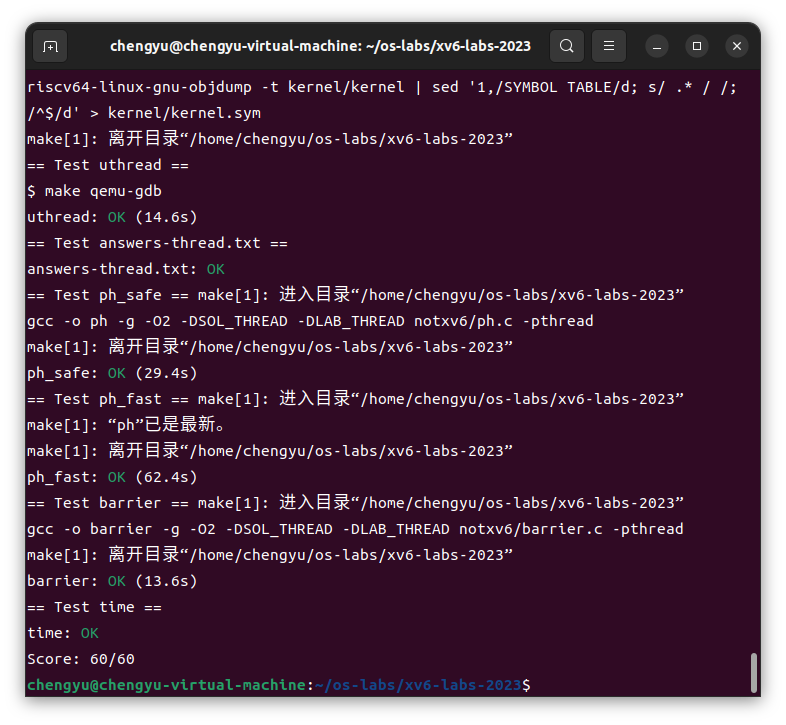 chengyu@chengyu-virtual-machine: ~/os-labs/xv6-labs-2023
riscv64-linux-gnu-objdump -t kernel/kernel | sed '1,/SYMBOL TABLE/d; s/ .* / /;
/^$/d' > kernel/kernel.sym
make[1]: 离开目录“/home/chengyu/os-labs/xv6-labs-2023”
== Test uthread ==
$ make qemu-gdb
uthread: OK (14.6s)
== Test answers-thread.txt ==
answers-thread.txt: OK
== Test ph_safe == make[1]: 进入目录“/home/chengyu/os-labs/xv6-labs-2023”
gcc -o ph -g -O2 -DSOL_THREAD -DLAB_THREAD notxv6/ph.c -pthread
make[1]: 离开目录“/home/chengyu/os-labs/xv6-labs-2023”
ph_safe: OK (29.4s)
== Test ph_fast == make[1]: 进入目录“/home/chengyu/os-labs/xv6-labs-2023”
make[1]: “ph”已是最新。
make[1]: 离开目录“/home/chengyu/os-labs/xv6-labs-2023”
ph_fast: OK (62.4s)
== Test barrier == make[1]: 进入目录“/home/chengyu/os-labs/xv6-labs-2023”
gcc -o barrier -g -O2 -DSOL_THREAD -DLAB_THREAD notxv6/barrier.c -pthread
make[1]: 离开目录“/home/chengyu/os-labs/xv6-labs-2023”
barrier: OK (13.6s)
== Test time ==
time: OK
Score: 60/60
chengyu@chengyu-virtual-machine:~/os-labs/xv6-labs-2023$